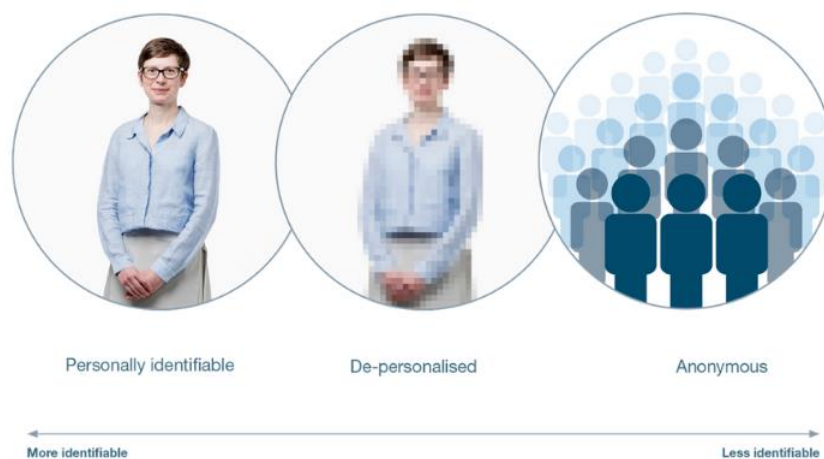 Personally identifiable
De-personalised
Anonymous
More identifiable
Less identifiable